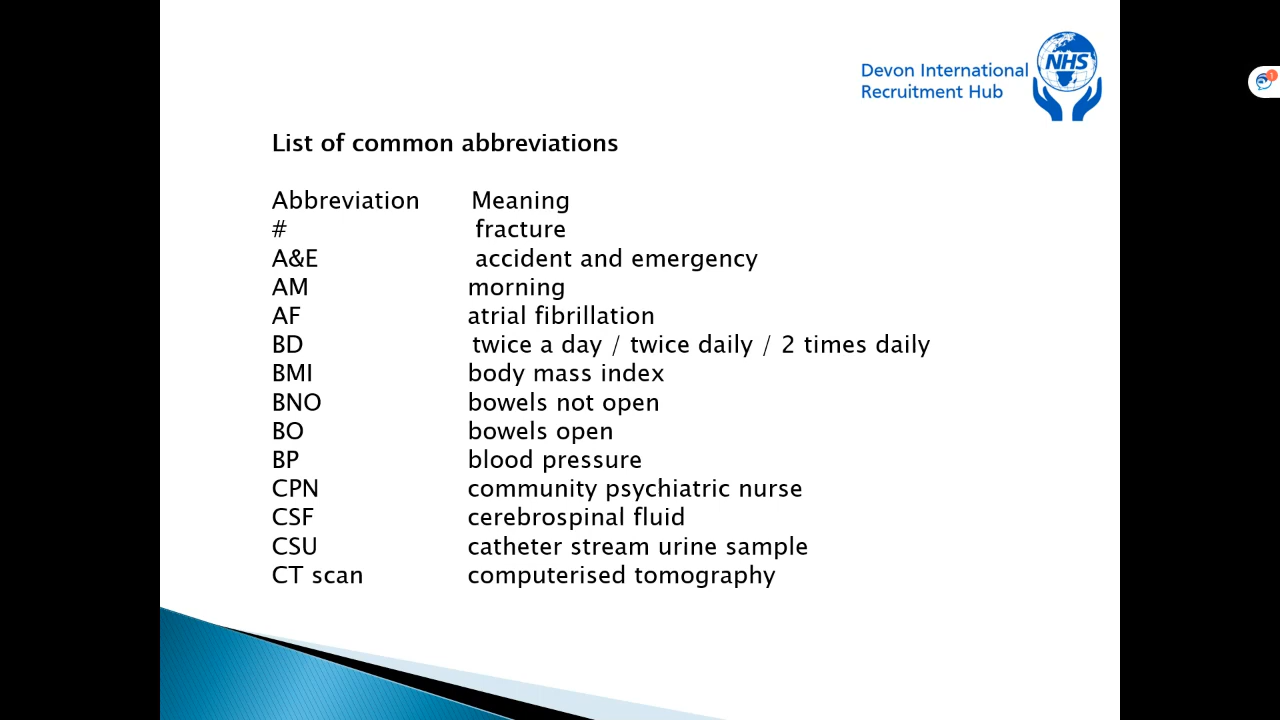 Devon International
Recruitment Hub
NHS
1
List of common abbreviations
Abbreviation Meaning
# fracture
A&E accident and emergency
AM morning
AF atrial fibrillation
BD twice a day / twice daily / 2 times daily
BMI body mass index
BNO bowels not open
BO bowels open
BP blood pressure
CPN community psychiatric nurse
CSF cerebrospinal fluid
CSU catheter stream urine sample
CT scan computerised tomography